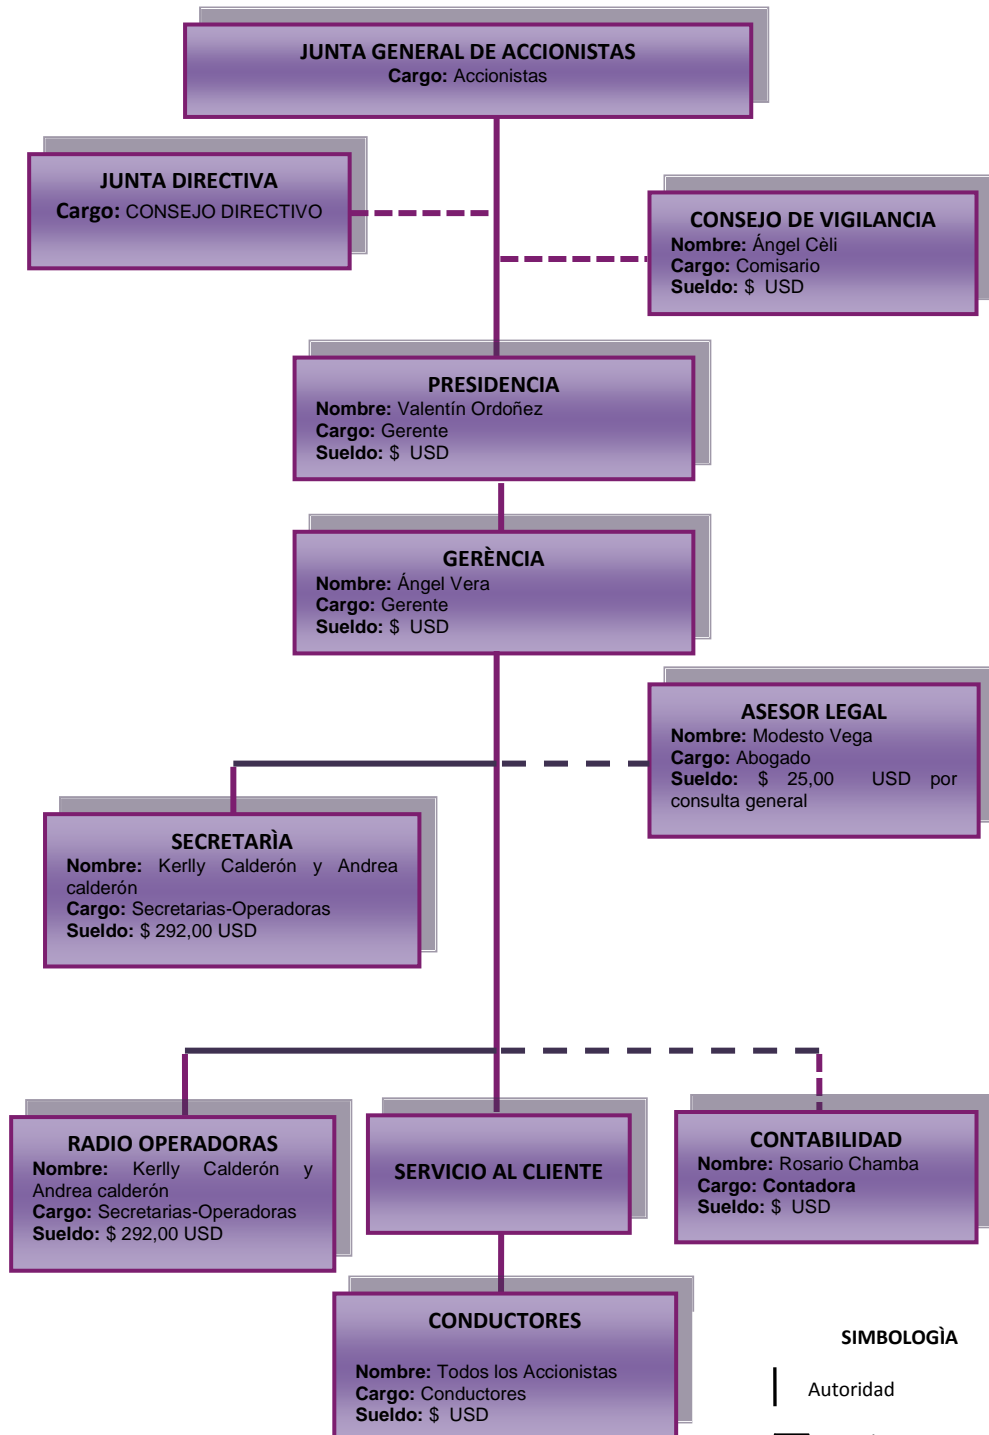 JUNTA GENERAL DE ACCIONISTAS
Cargo: Accionistas
JUNTA DIRECTIVA
Cargo: CONSEJO DIRECTIVO
CONSEJO DE VIGILANCIA
Nombre: Ángel Cèli
Cargo: Comisario
Sueldo: $ USD
PRESIDENCIA
Nombre: Valentín Ordoñez
Cargo: Gerente
Sueldo: $ USD
GERÈNCIA
Nombre: Ángel Vera
Cargo: Gerente
Sueldo: $ USD
ASESOR LEGAL
Nombre: Modesto Vega
Cargo: Abogado
Sueldo: $ 25,00 USD por
consulta general
SECRETARÌA
Nombre: Kerlly Calderón y Andrea
calderón
Cargo: Secretarias-Operadoras
Sueldo: $ 292,00 USD
RADIO OPERADORAS
Nombre: Kerlly Calderón y
Andrea calderón
Cargo: Secretarias-Operadoras
Sueldo: $ 292,00 USD
SERVICIO AL CLIENTE
CONTABILIDAD
Nombre: Rosario Chamba
Cargo: Contadora
Sueldo: $ USD
CONDUCTORES
Nombre: Todos los Accionistas
Cargo: Conductores
Sueldo: $ USD
SIMBOLOGÌA
Autoridad